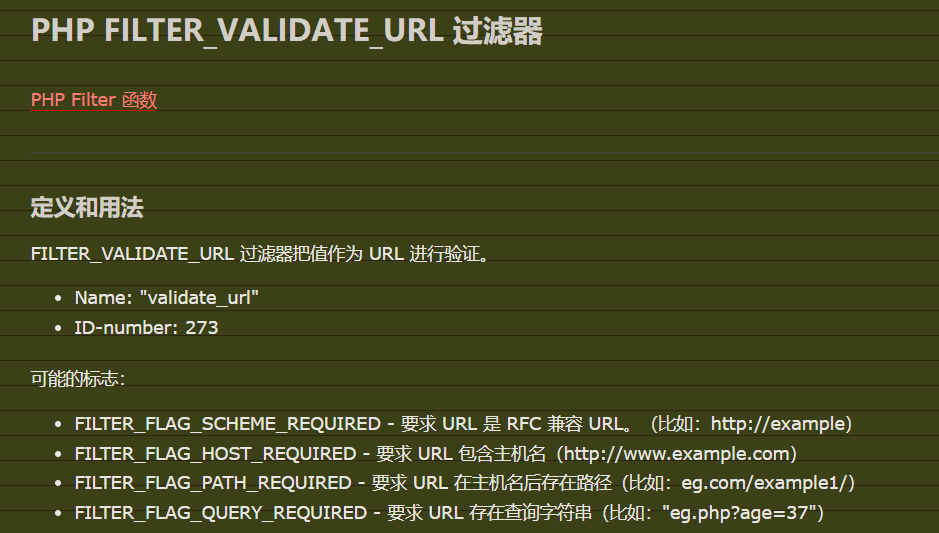 PHP FILTER_VALIDATE_URL 过滤器
PHP Filter 函数
定义和用法
FILTER_VALIDATE_URL 过滤器把值作为 URL 进行验证。
• Name: "validate_url"
• ID-number: 273
可能的标志：
• FILTER_FLAG_SCHEME_REQUIRED - 要求 URL 是 RFC 兼容 URL。（比如：http://example）
• FILTER_FLAG_HOST_REQUIRED - 要求 URL 包含主机名（http://www.example.com）
• FILTER_FLAG_PATH_REQUIRED - 要求 URL 在主机名后存在路径（比如：eg.com/example1/）
• FILTER_FLAG_QUERY_REQUIRED - 要求 URL 存在查询字符串（比如："eg.php?age=37"）